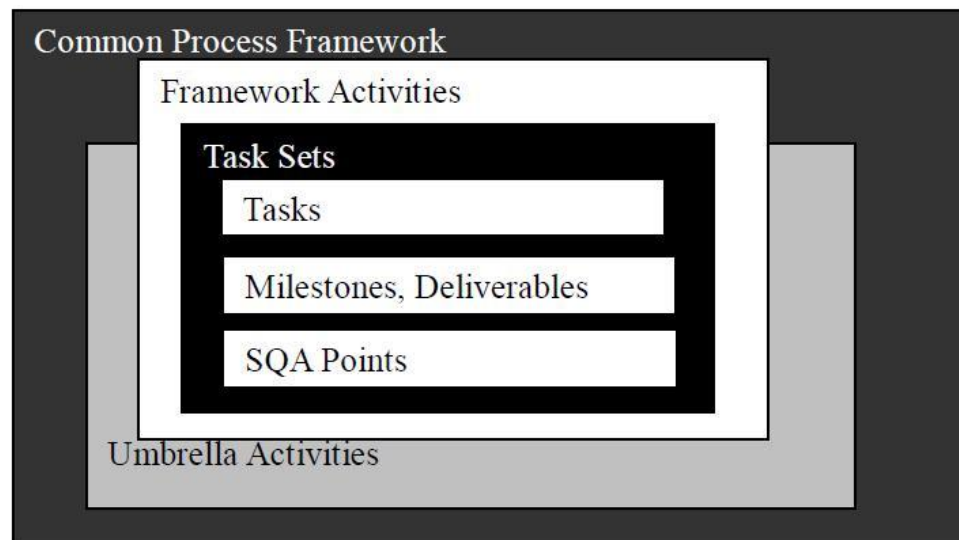 Common Process Framework
Framework Activities
Task Sets
Tasks
Milestones, Deliverables
SQA Points
Umbrella Activities